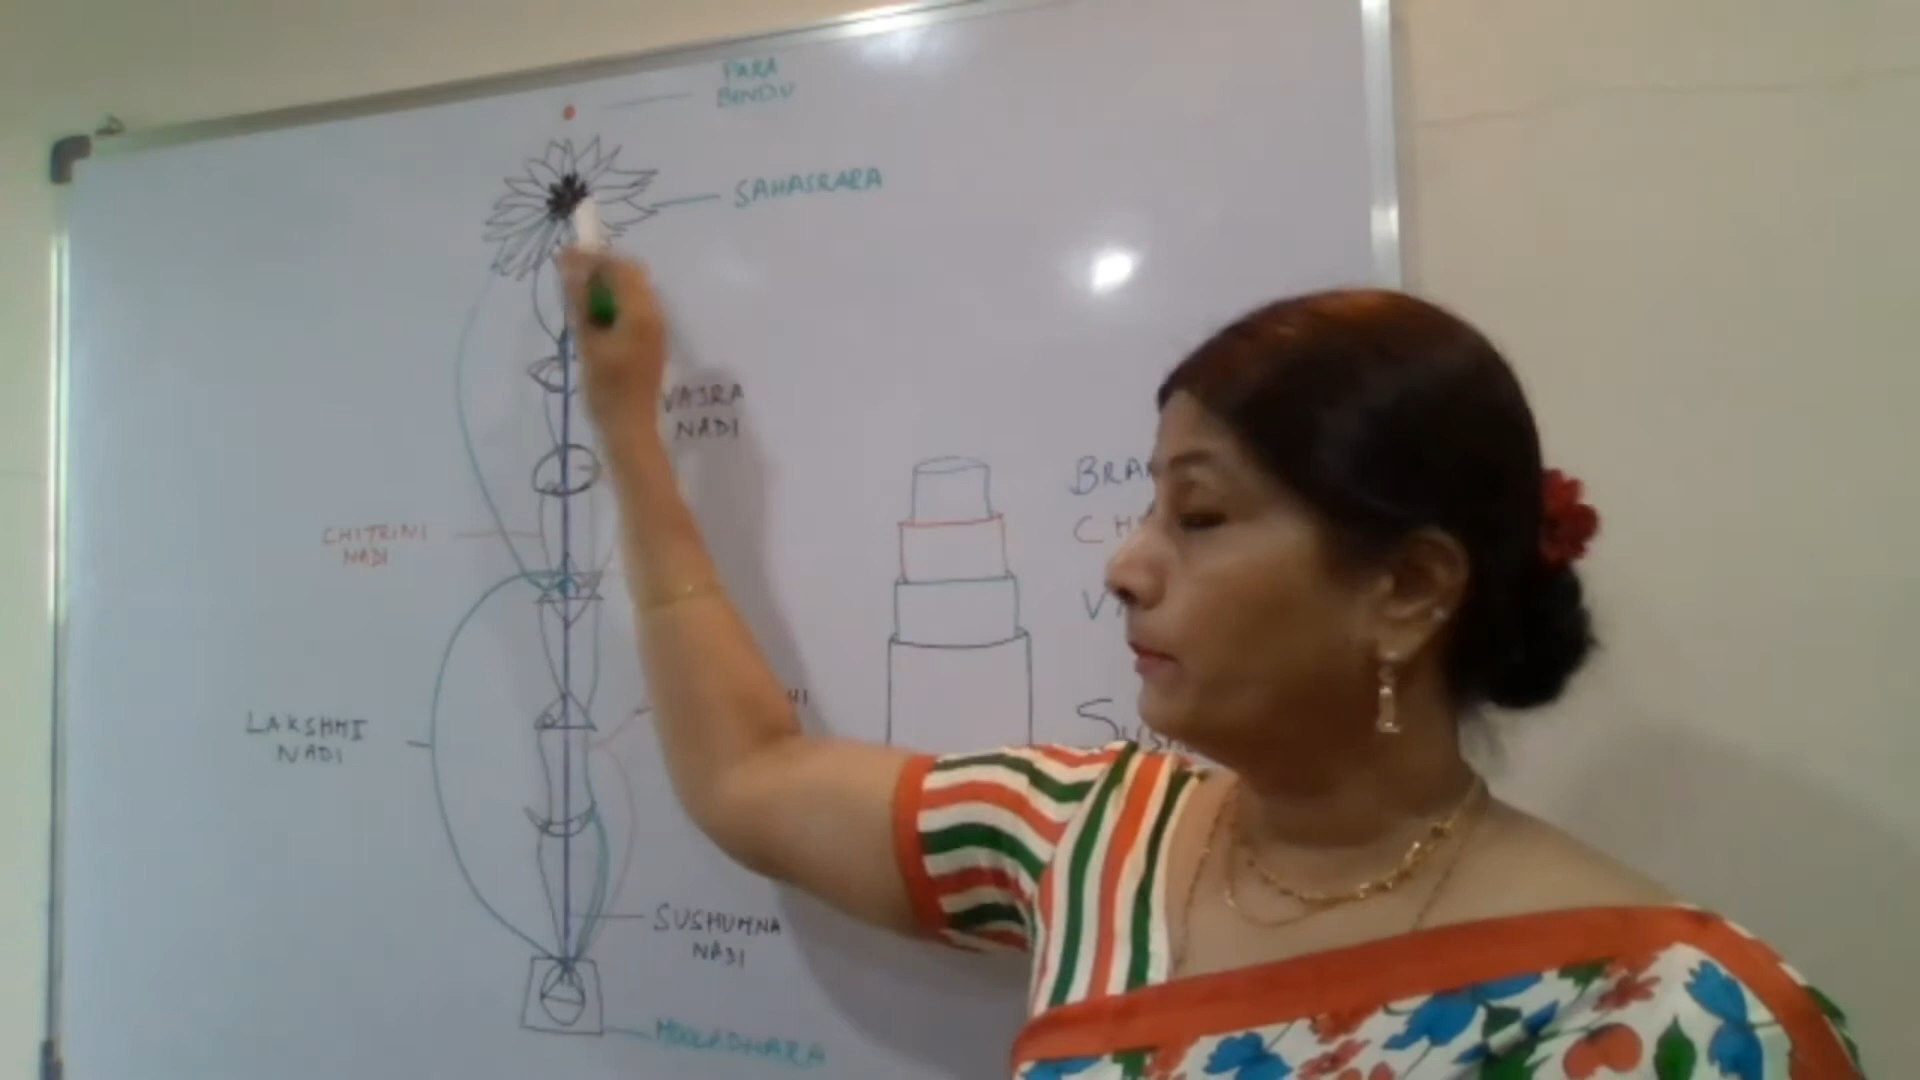 PARA
BINDU
SAHASRARA
VAJRA
NADI
CHITRINI
NADI
LAKSHMI
NADI
SUSHUMNA
NADI
MOOLADHARA